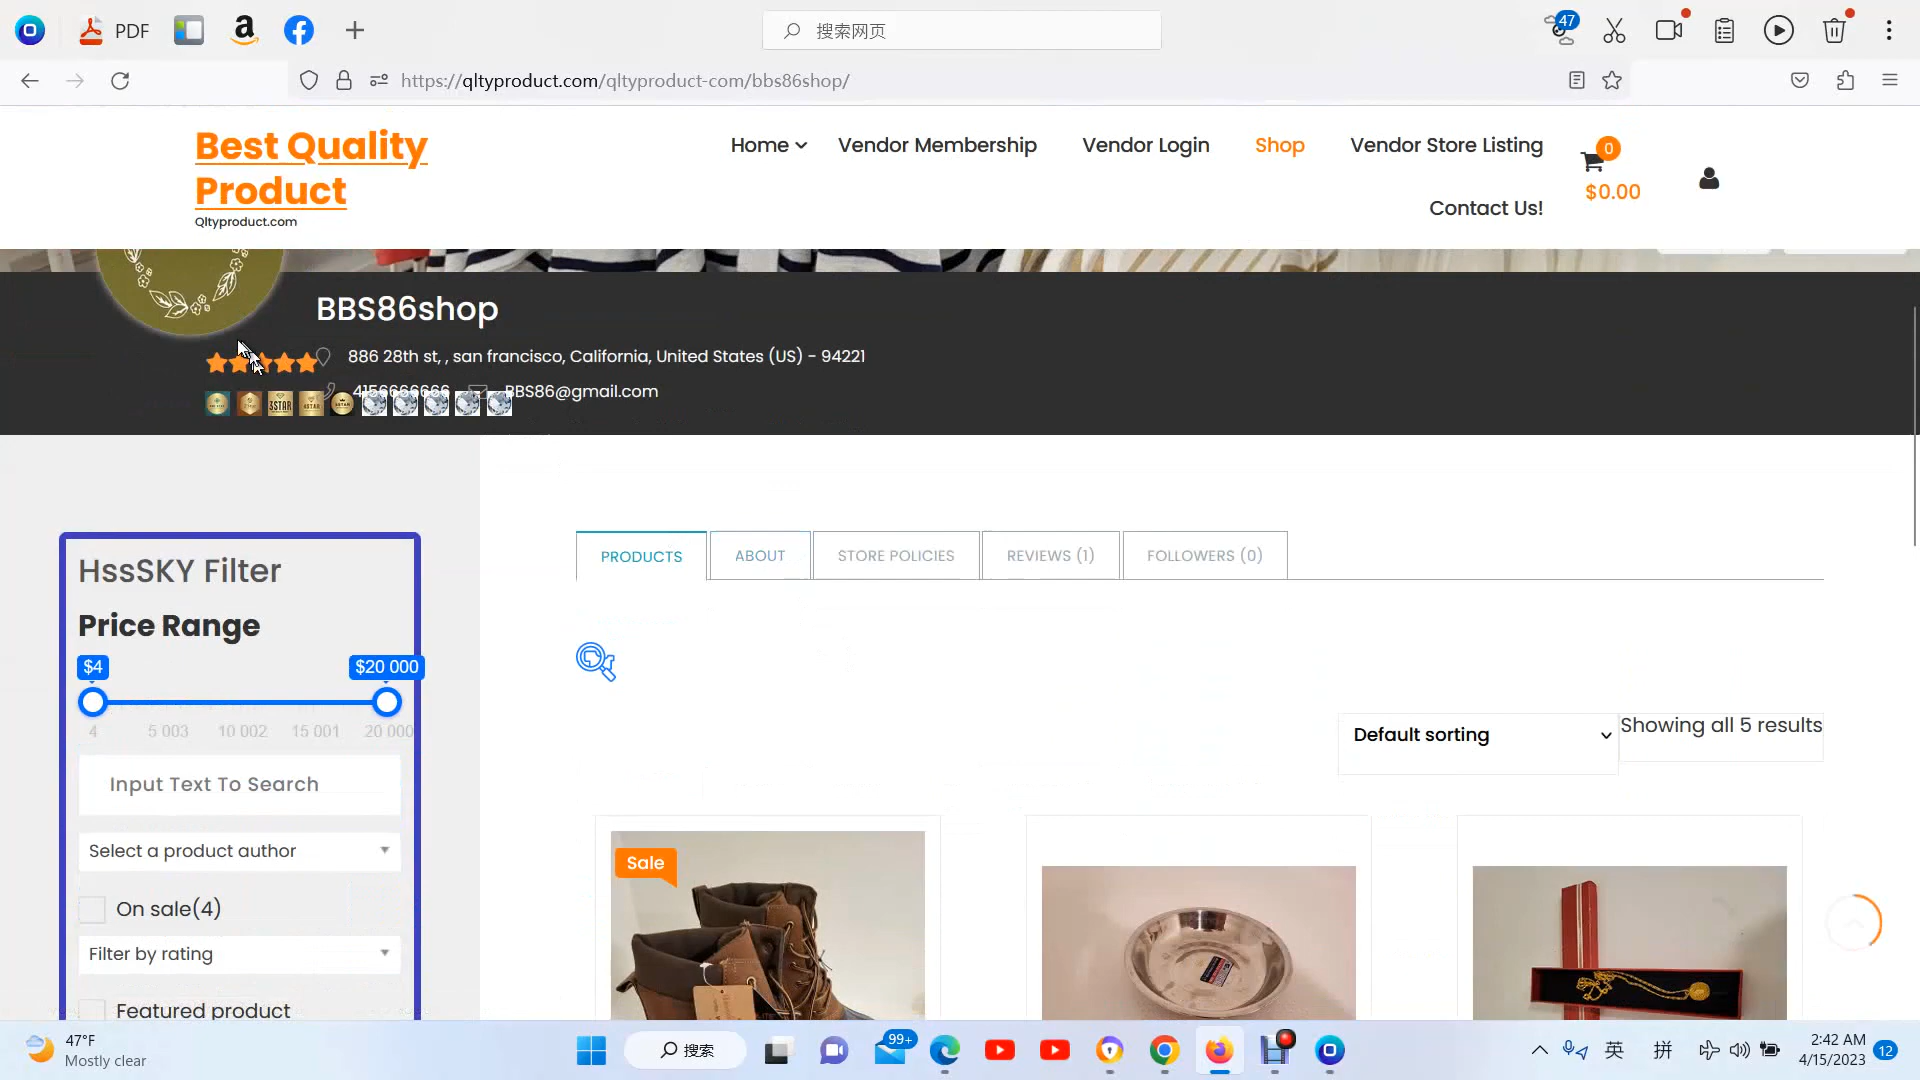 PDF
搜索网页
47
https://qltyproduct.com/qltyproduct-com/bbs86shop/
Best Quality
Product
Qltyproduct.com
Home
Vendor Membership
Vendor Login
Shop
Vendor Store Listing
Contact Us!
0
$0.00
BBS86shop
886 28th st, , san francisco, California, United States (US) - 94221
4156666666
BBS86@gmail.com
3STAR
HssSKY Filter
Price Range
$4
$20 000
4
5 003
10 002
15 001
20 000
Input Text To Search
Select a product author
On sale(4)
Filter by rating
Featured product
PRODUCTS
ABOUT
STORE POLICIES
REVIEWS (1)
FOLLOWERS (0)
Default sorting
Showing all 5 results
Sale
47°F
Mostly clear
搜索
99+
英
拼
2:42 AM
4/15/2023
12